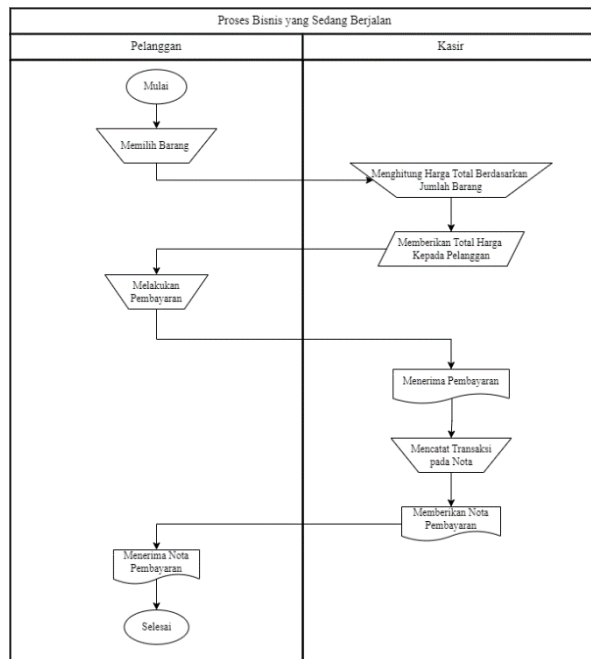 Proses Bisnis yang Sedang Berjalan
Pelanggan
Kasir
Mulai
Memilih Barang
Menghitung Harga Total Berdasarkan
Jumlah Barang
Memberikan Total Harga
Kepada Pelanggan
Melakukan
Pembayaran
Menerima Pembayaran
Mencatat Transaksi
pada Nota
Memberikan Nota
Pembayaran
Menerima Nota
Pembayaran
Selesai